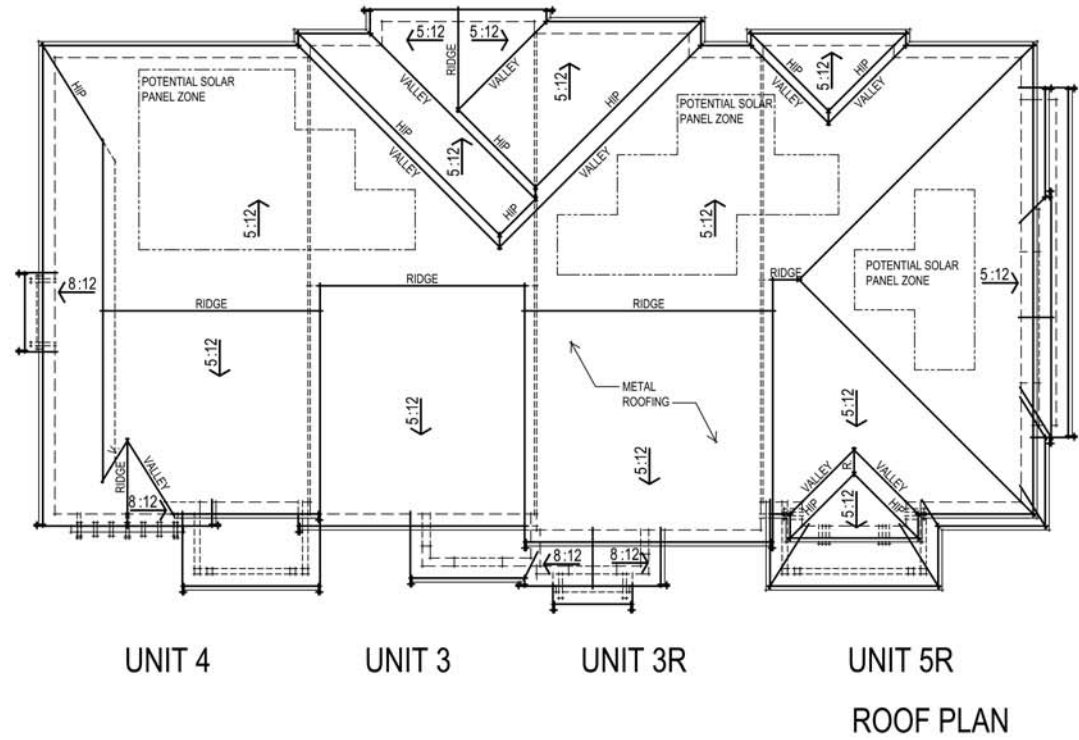 5:12
5:12
RIDGE
VALLEY
VALLEY
5:12
HIP
HIP
HIP
5:12
VALLEY
VALLEY
HIP
POTENTIAL SOLAR
PANEL ZONE
POTENTIAL SOLAR
PANEL ZONE
HIP
VALLEY
HIP
VALLEY
5:12
HIP
5:12
5:12
POTENTIAL SOLAR
PANEL ZONE
RIDGE
RIDGE
5:12
8:12
RIDGE
RIDGE
5:12
METAL
ROOFING
5:12
5:12
5:12
V
RIDGE
VALLEY
8:12
VALLEY
R.
VALLEY
HIP
5:12
HIP
8:12
8:12
UNIT 4
UNIT 3
UNIT 3R
UNIT 5R
ROOF PLAN